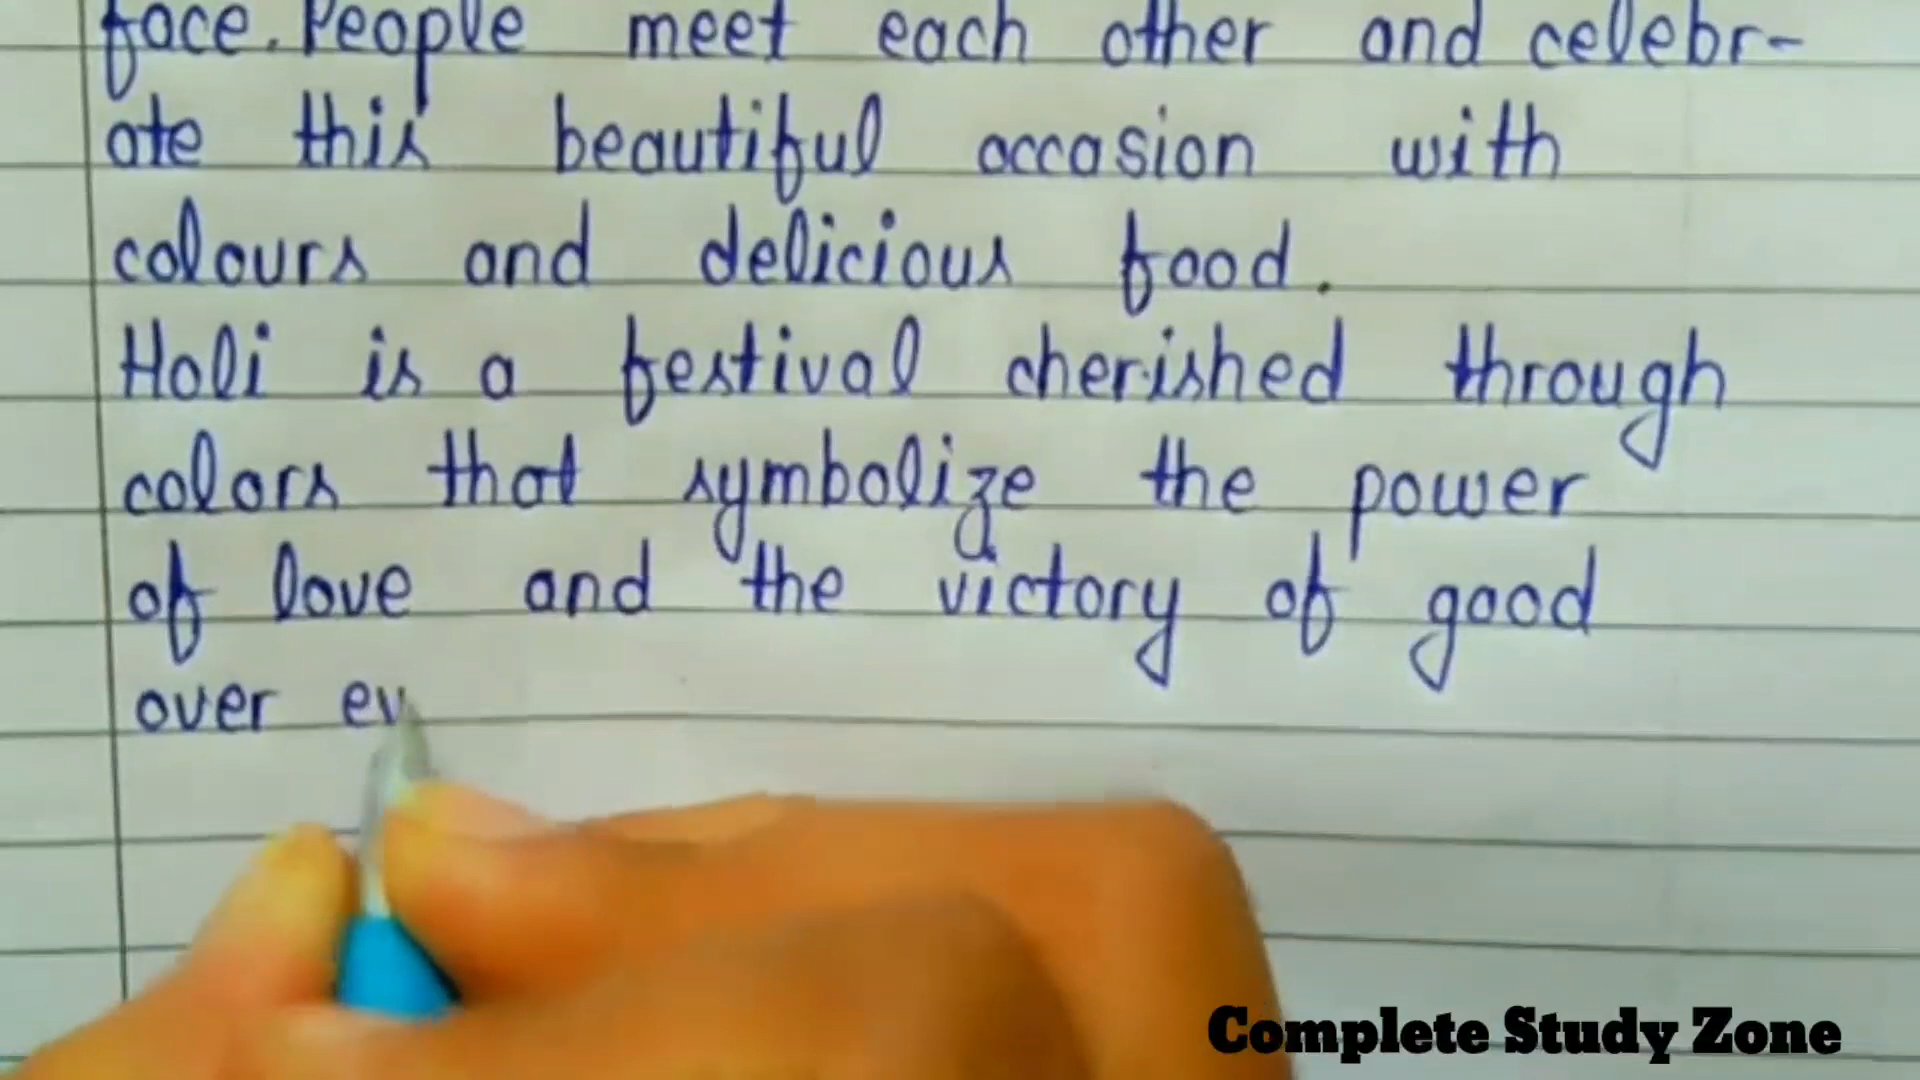 face. People meet each other and celebr-
ate this beautiful occasion with
colours and delicious food.
Holi is a festival cherished through
colors that symbolize the power
of love and the victory of good
over ev
Complete Study Zone